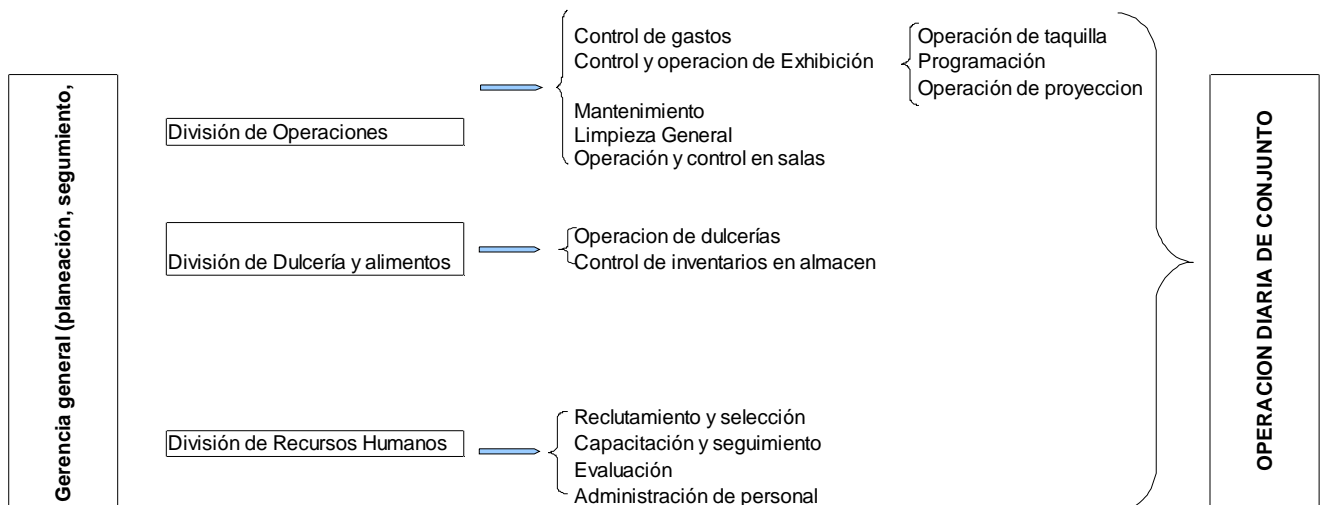 Gerencia general (planeación, segumiento,
División de Operaciones
Control de gastos
Control y operacion de Exhibición
Operación de taquilla
Programación
Operación de proyeccion
Mantenimiento
Limpieza General
Operación y control en salas
División de Dulcería y alimentos
Operacion de dulcerías
Control de inventarios en almacen
División de Recursos Humanos
Reclutamiento y selección
Capacitación y seguimiento
Evaluación
Administración de personal
OPERACION DIARIA DE CONJUNTO